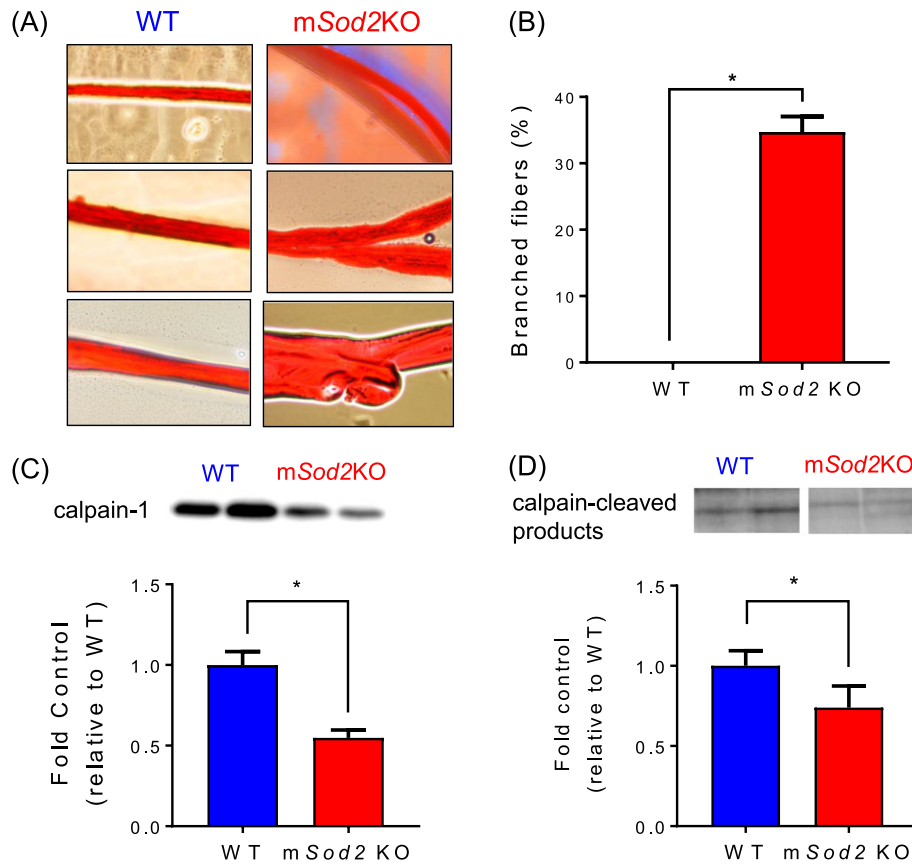 (A)
WT
mSod2KO
(B)
Branched fibers (%)
40
30
20
10
0
*
WT
mSod2 KO
(C)
WT
mSod2KO
calpain-1
Fold Control
(relative to WT)
1.5
1.0
0.5
0.0
*
WT
mSod2 KO
(D)
WT
mSod2KO
calpain-cleaved
products
Fold control
(relative to WT)
1.5
1.0
0.5
0.0
*
WT
mSod2 KO